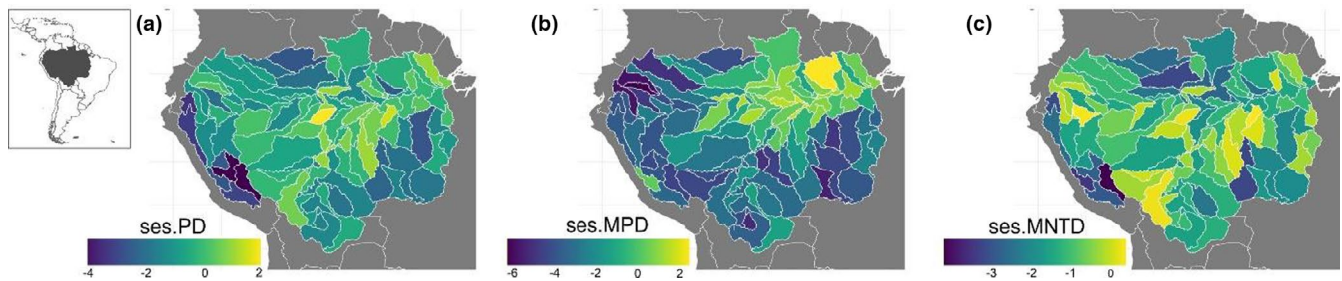 (a)
(b)
(c)
ses.PD
-4 -2 0 2
ses.MPD
-6 -4 -2 0 2
ses.MNTD
-3 -2 -1 0